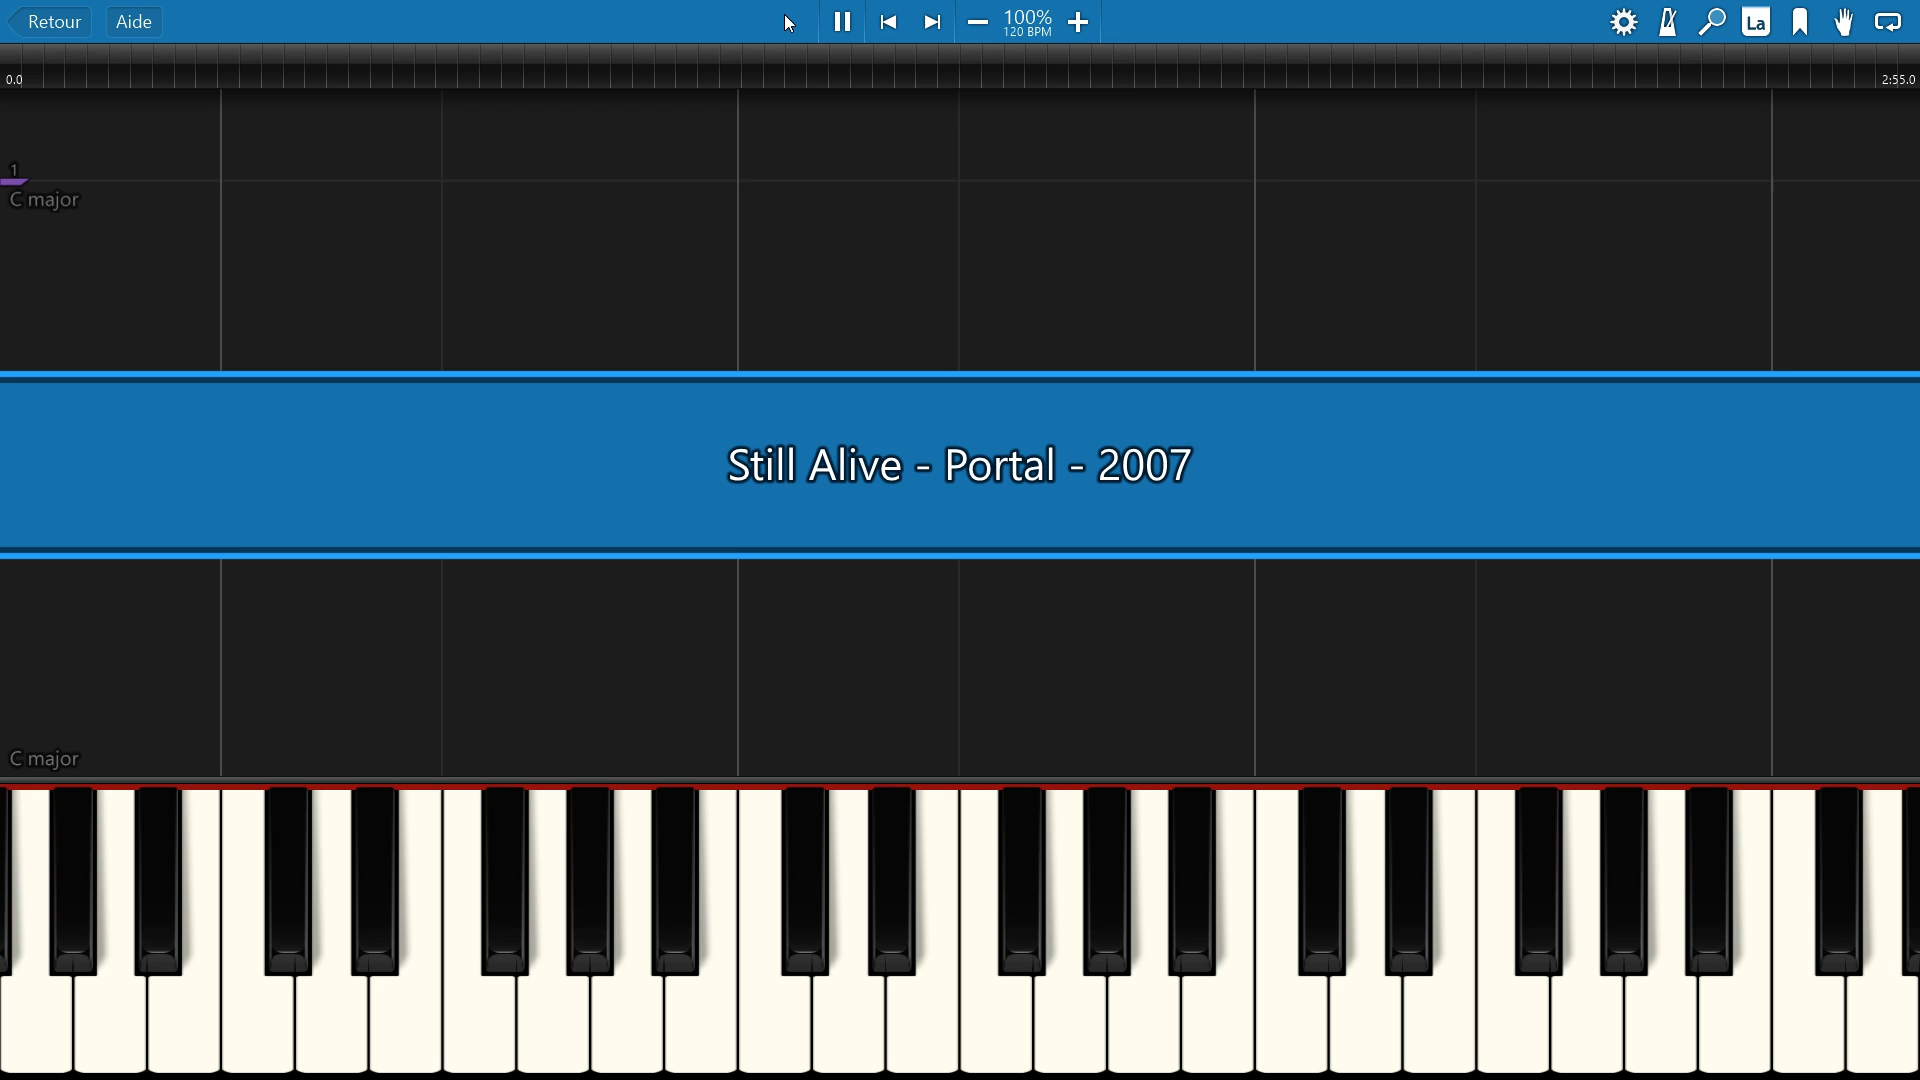 Retour
Aide
100%
120 BPM
La
0.0
2:55.0
1
C major
Still Alive - Portal - 2007
C major